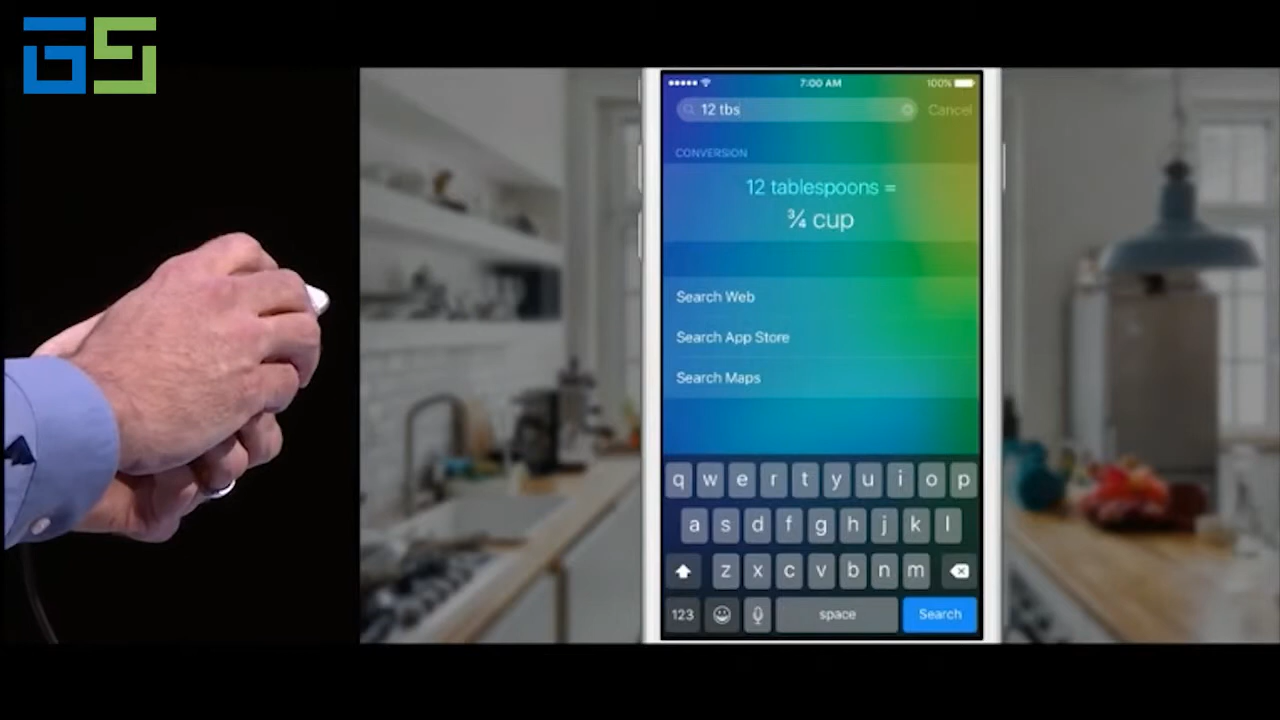 GS
7:00 AM 100%
12 tbs Cancel
CONVERSION
12 tablespoons =
¾ cup
Search Web
Search App Store
Search Maps
q w e r t y u i o p
a s d f g h j k l
z x c v b n m
123 space Search